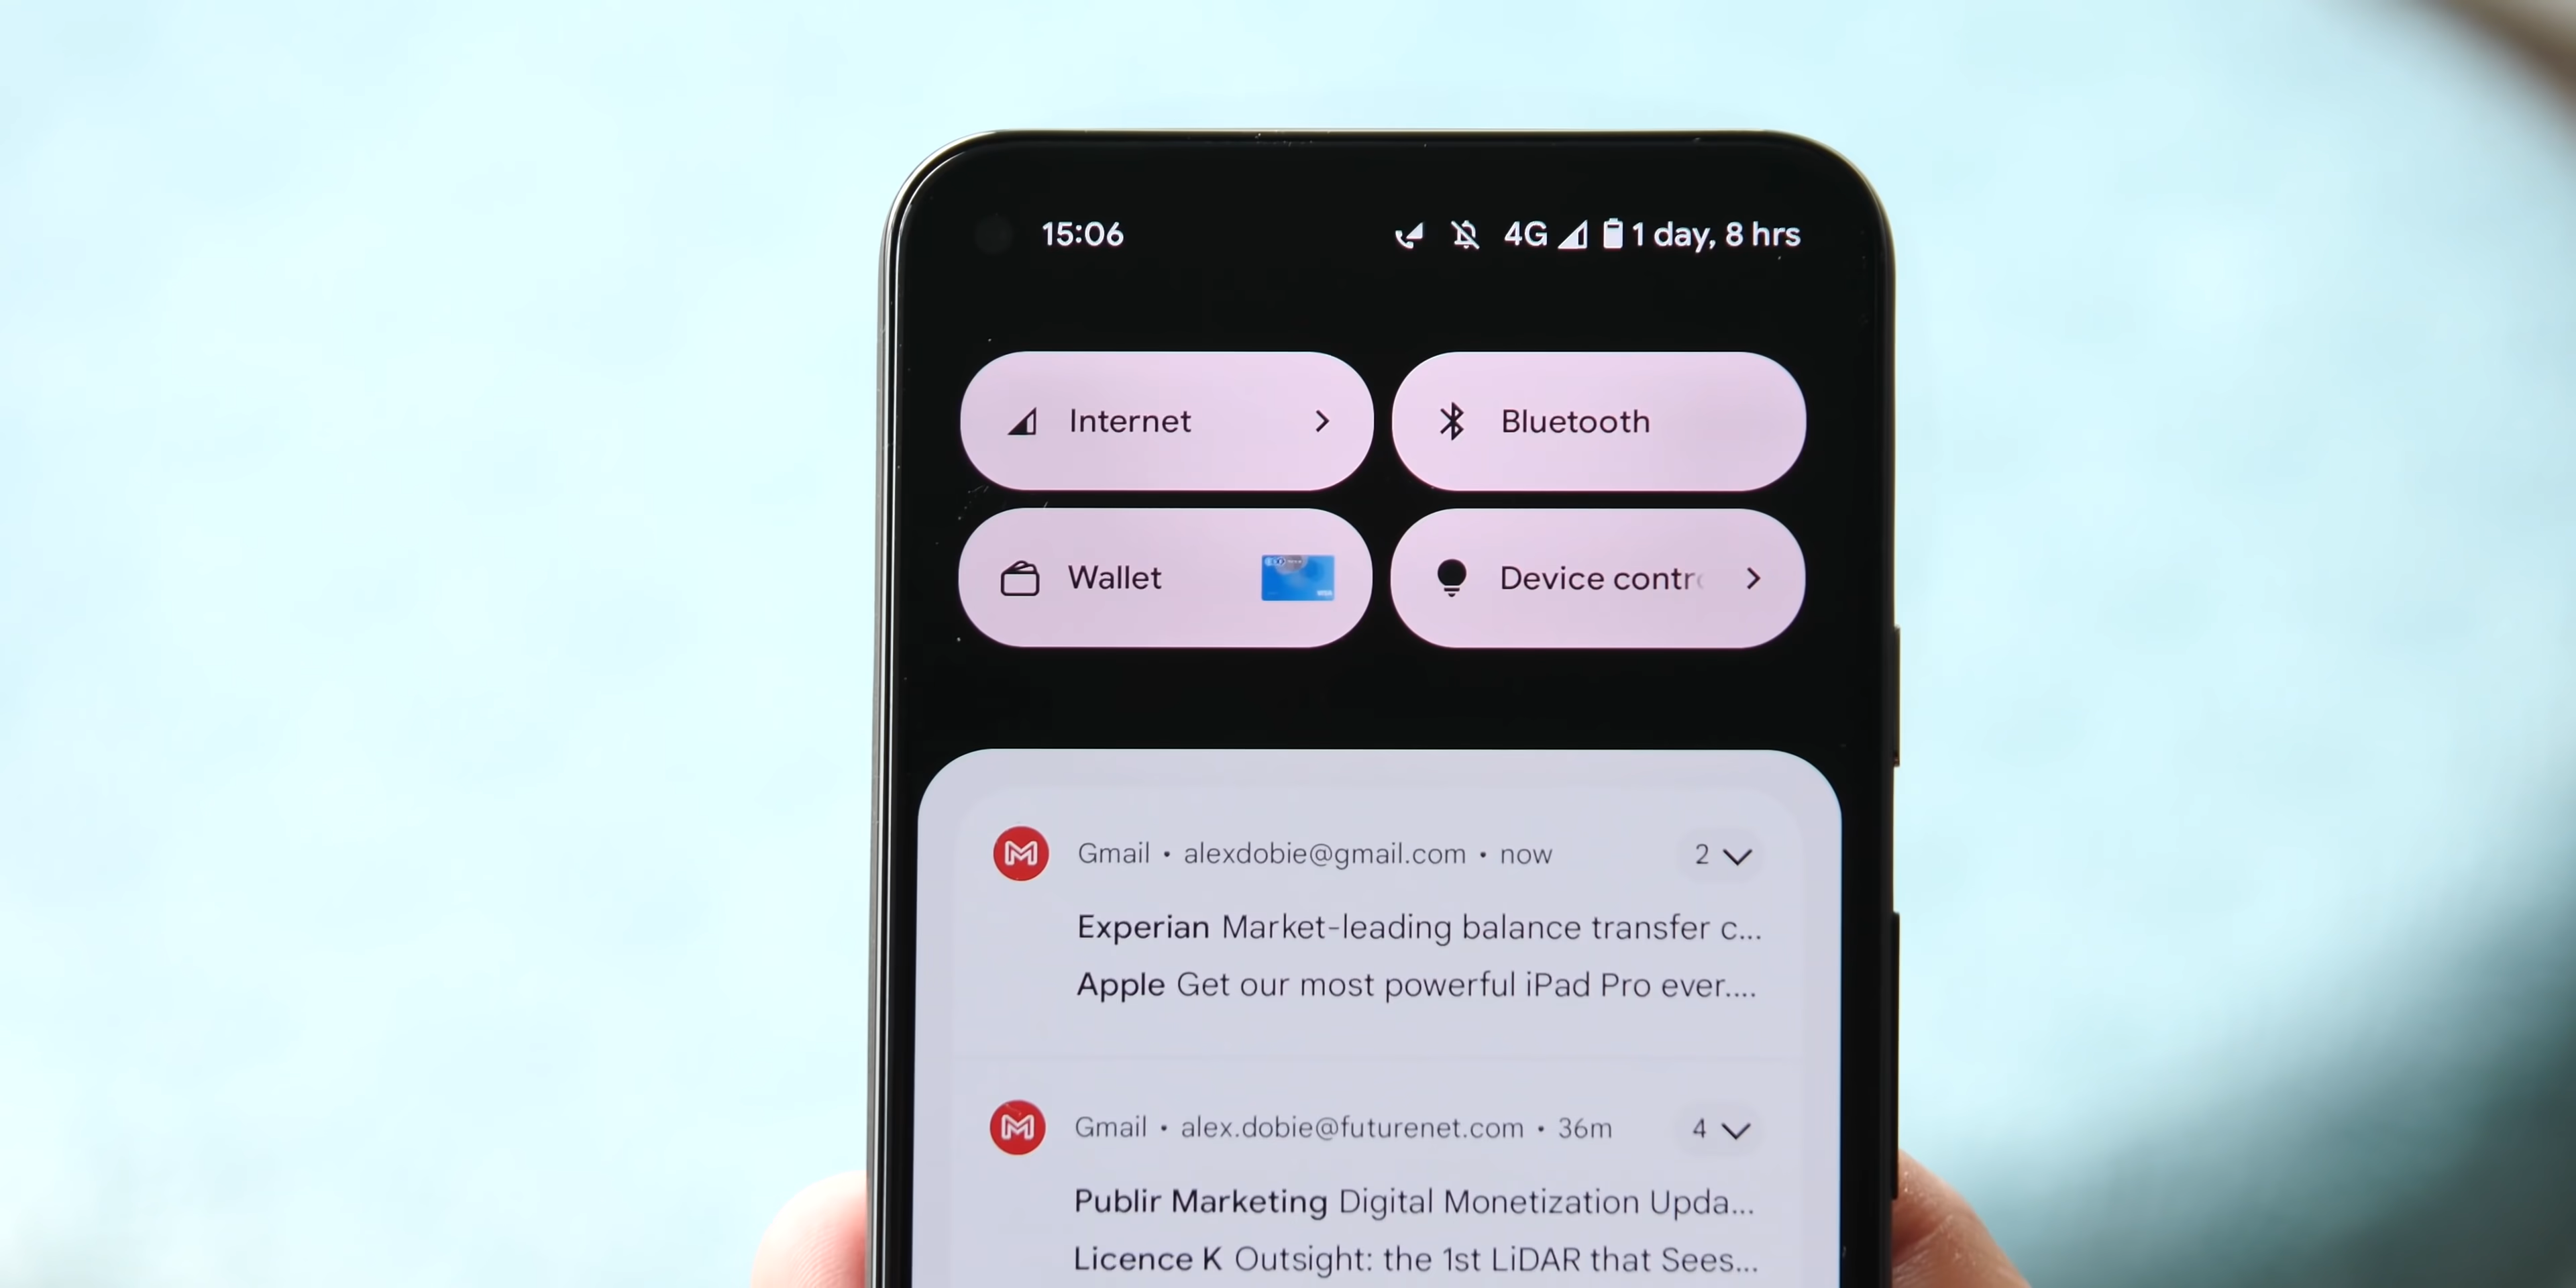 15:06 4G 1 day, 8 hrs
Internet
Bluetooth
Wallet
Device contr
Gmail • alexdobie@gmail.com • now 2
Experian Market-leading balance transfer c...
Apple Get our most powerful iPad Pro ever....
Gmail • alex.dobie@futurenet.com • 36m 4
Publir Marketing Digital Monetization Upda...
Licence K Outsight: the 1st LiDAR that Sees...